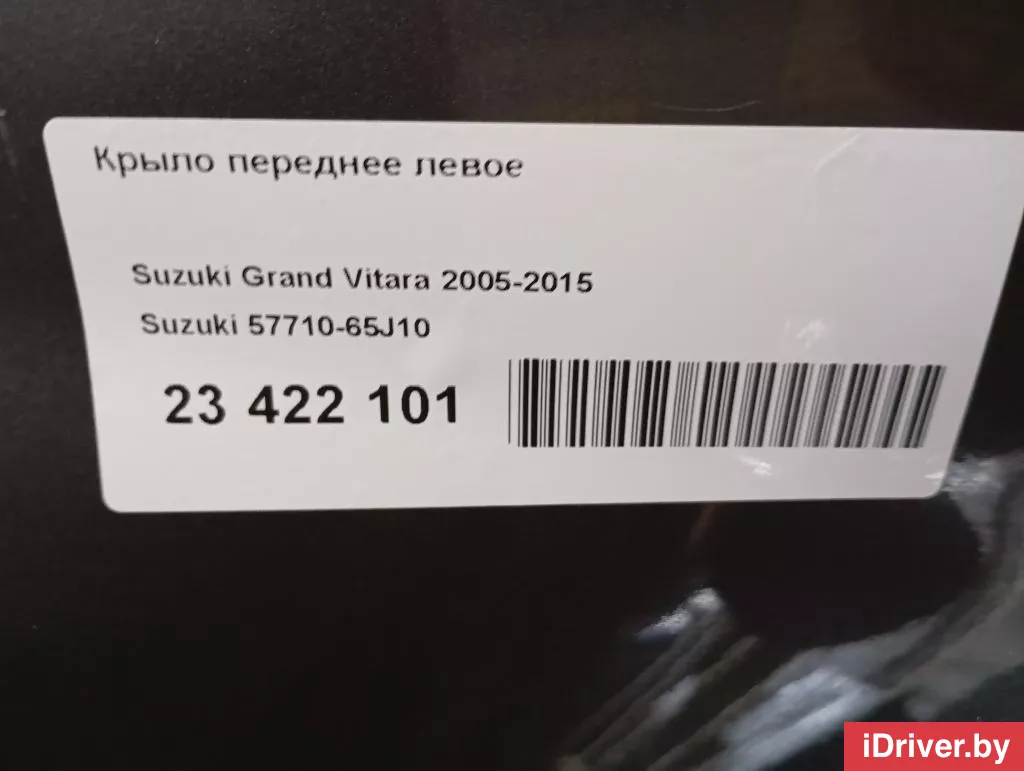 Крыло переднее левое
Suzuki Grand Vitara 2005-2015
Suzuki 57710-65J10
23 422 101
iDriver.by